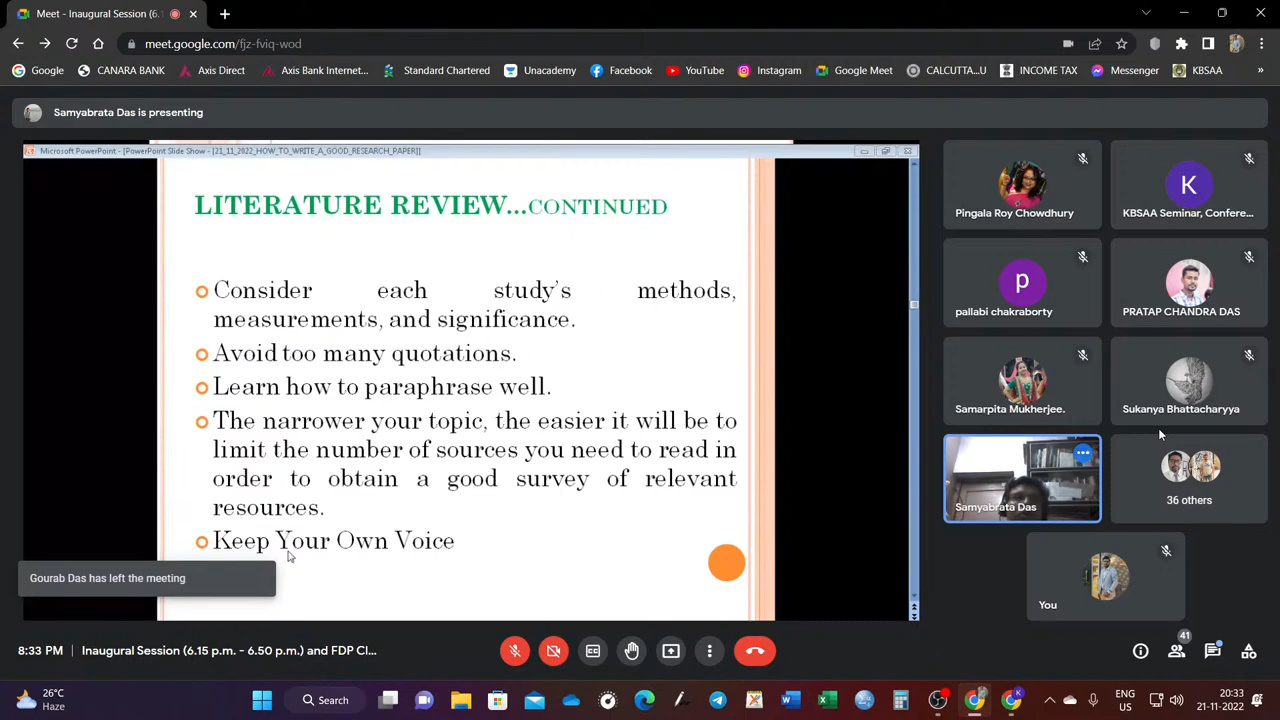 Meet - Inaugural Session (6.1
meet.google.com/fjz-fviq-wod
Google
CANARA BANK
Axis Direct
Axis Bank Internet...
Standard Chartered
Unacademy
Facebook
YouTube
Instagram
Google Meet
CALCUTTA...U
INCOME TAX
Messenger
KBSAA
»
Samyabrata Das is presenting
Microsoft PowerPoint - [PowerPoint Slide Show - [21_11_2022_HOW_TO_WRITE_A_GOOD_RESEARCH_PAPER]]
LITERATURE REVIEW...CONTINUED
Consider each study's methods,
measurements, and significance.
Avoid too many quotations.
Learn how to paraphrase well.
The narrower your topic, the easier it will be to
limit the number of sources you need to read in
order to obtain a good survey of relevant
resources.
Keep Your Own Voice
Gourab Das has left the meeting
Pingala Roy Chowdhury
K
KBSAA Seminar, Confere...
p
pallabi chakraborty
PRATAP CHANDRA DAS
Samarpita Mukherjee.
Sukanya Bhattacharyya
Samyabrata Das
36 others
You
8:33 PM | Inaugural Session (6.15 p.m. - 6.50 p.m.) and FDP Cl...
41
26°C
Haze
Search
ENG
US
20:33
21-11-2022